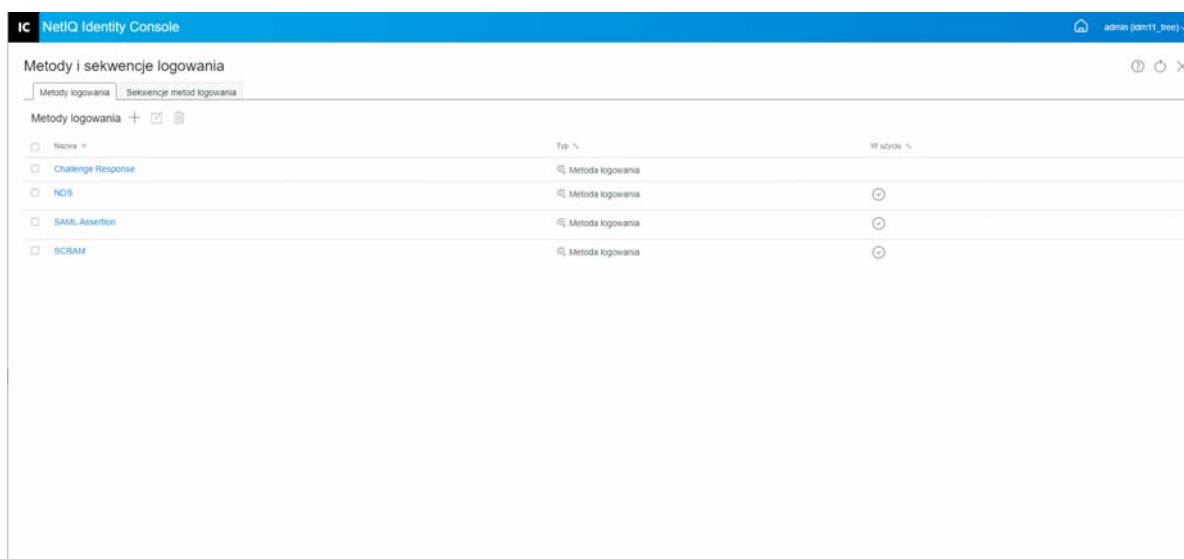 IC NetIQ Identity Console admin (idm11_tree)
Metody i sekwencje logowania
Metody logowania Sekwencje metod logowania
Metody logowania
Nazwa Typ W użyciu
Challenge Response Metoda logowania
NDS Metoda logowania
SAML Assertion Metoda logowania
SCRAM Metoda logowania